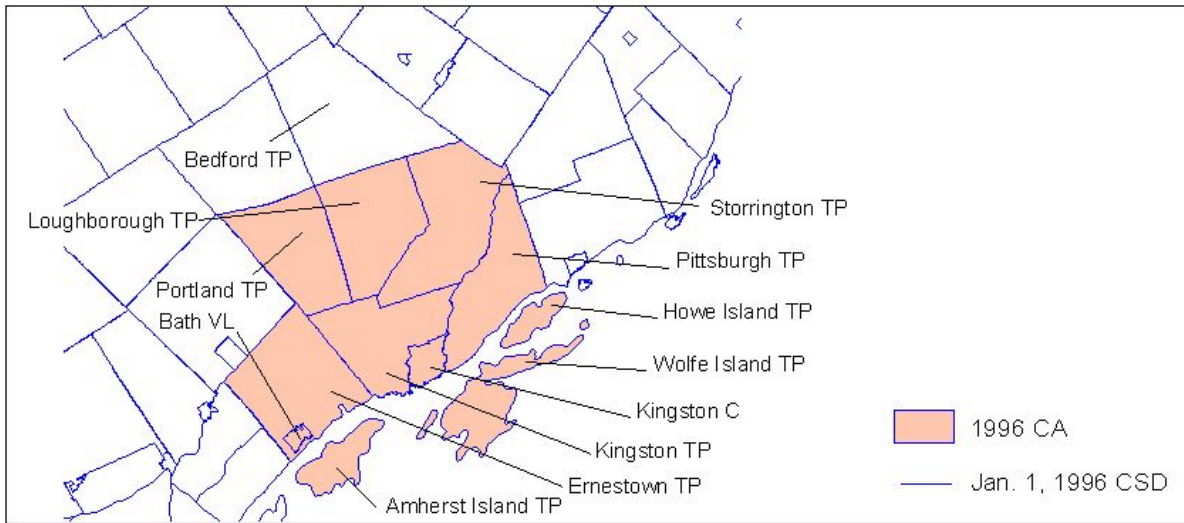 Bedford TP
Loughborough TP
Storrington TP
Pittsburgh TP
Portland TP
Bath VL
Howe Island TP
Wolfe Island TP
Kingston C
Kingston TP
Ernestown TP
Amherst Island TP
1996 CA
Jan. 1, 1996 CSD